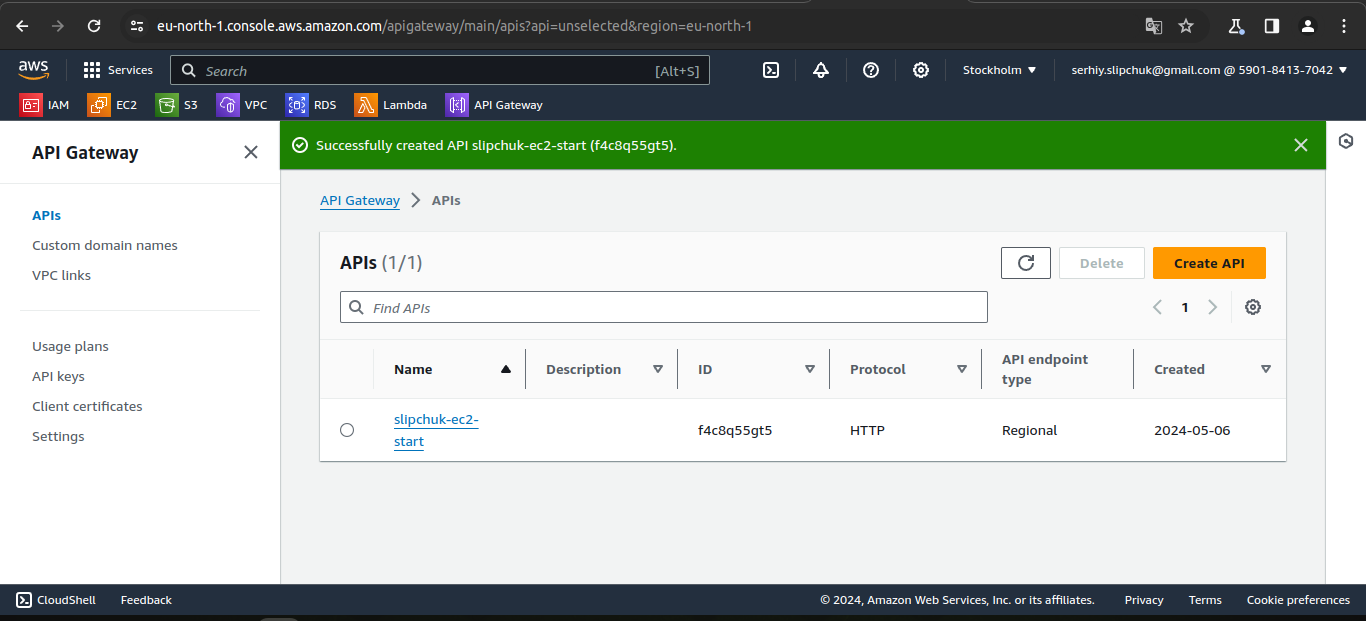 eu-north-1.console.aws.amazon.com/apigateway/main/apis?api=unselected&region=eu-north-1
aws Services Search [Alt+S] Stockholm serhiy.slipchuk@gmail.com @ 5901-8413-7042
IAM EC2 S3 VPC RDS Lambda API Gateway
API Gateway
Successfully created API slipchuk-ec2-start (f4c8q55gt5).
APIs
Custom domain names
VPC links
Usage plans
API keys
Client certificates
Settings
API Gateway APIs
APIs (1/1) Delete Create API
Find APIs 1
Name Description ID Protocol API endpoint
type Created
slipchuk-ec2-
start f4c8q55gt5 HTTP Regional 2024-05-06
CloudShell Feedback © 2024, Amazon Web Services, Inc. or its affiliates. Privacy Terms Cookie preferences